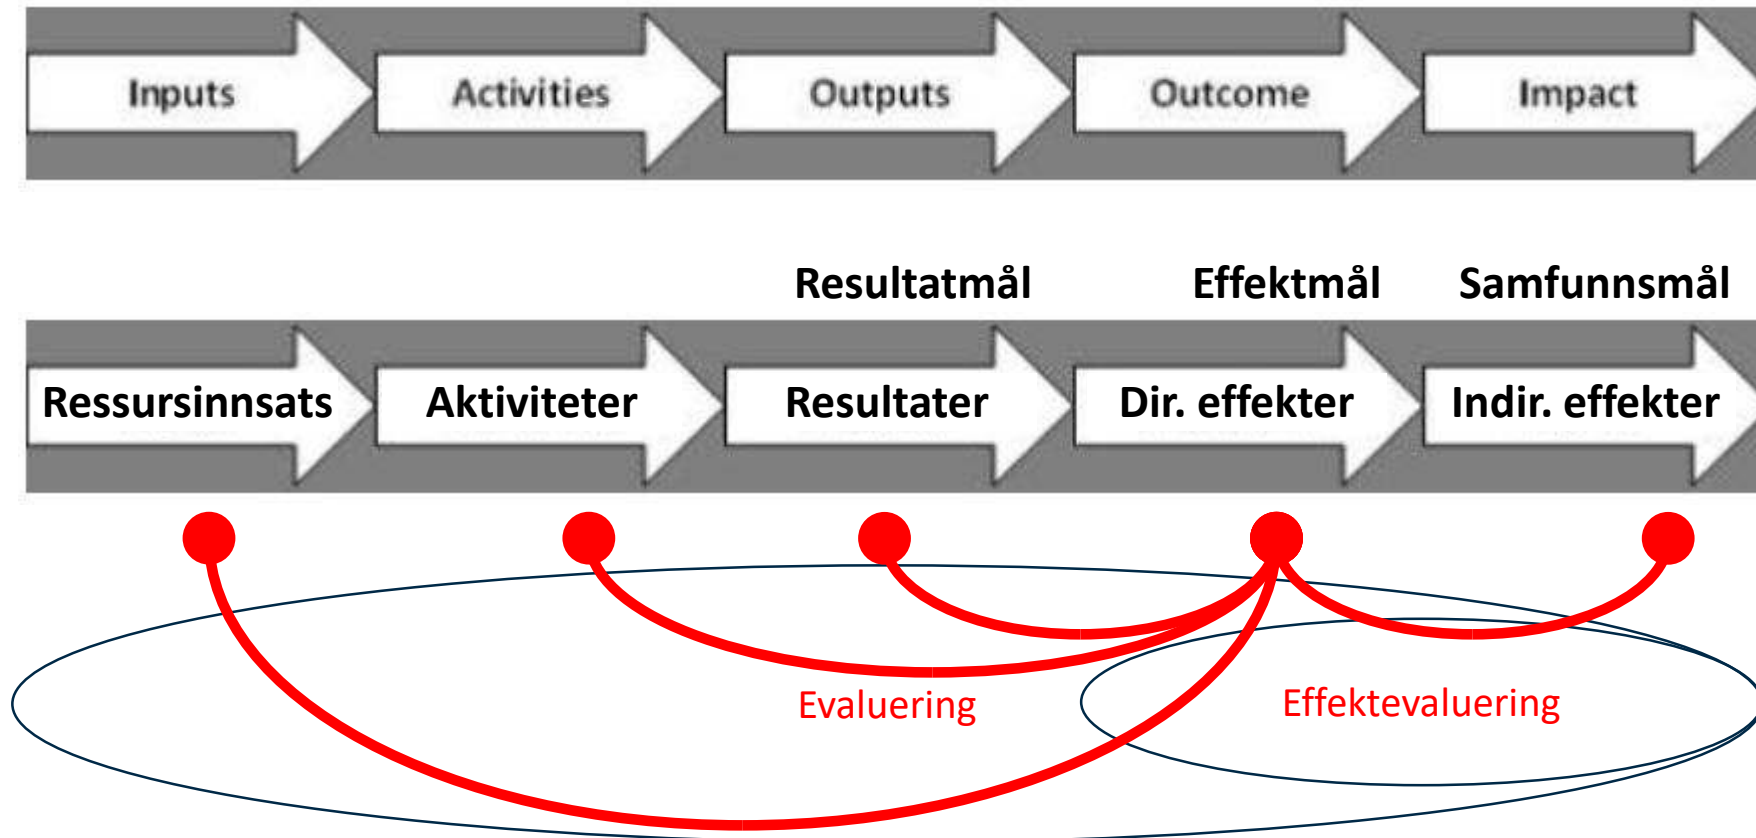 Inputs Activities Outputs Outcome Impact
Resultatmål Effektmål Samfunnsmål
Ressursinnsats Aktiviteter Resultater Dir. effekter Indir. effekter
Evaluering Effektevaluering